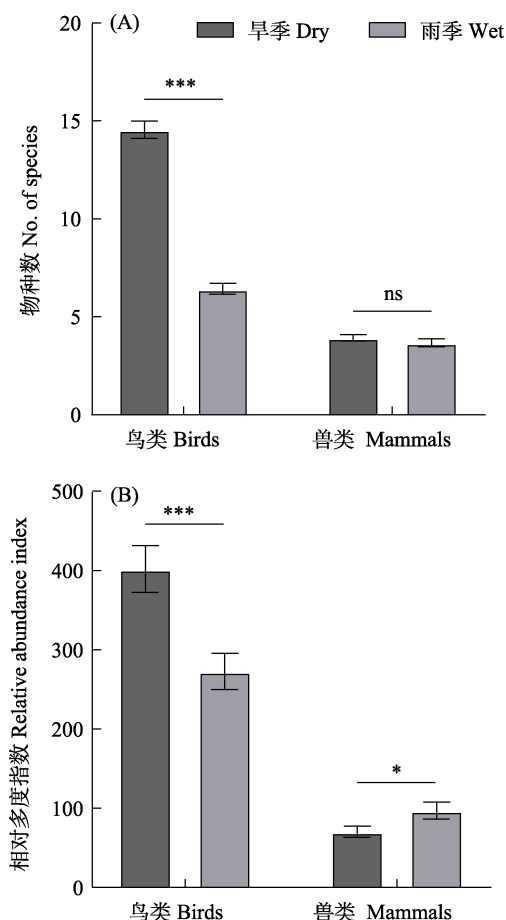 (A)
旱季 Dry
雨季 Wet
物种数 No. of species
20
15
10
5
0
***
ns
鸟类 Birds
兽类 Mammals
(B)
相对多度指数 Relative abundance index
500
400
300
200
100
0
***
*
鸟类 Birds
兽类 Mammals